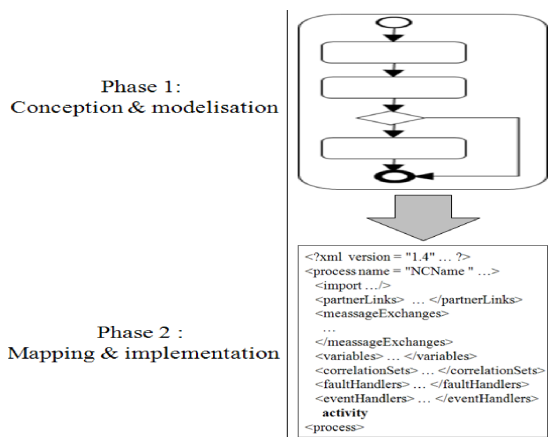 Phase 1:
Conception & modelisation
<?xml version = "1.4" … ?>
<process name = "NCName " …>
<import …/>
<partnerLinks> … </partnerLinks>
<meassageExchanges>
…
</meassageExchanges>
<variables> … </variables>
<correlationSets> … </correlationSets>
<faultHandlers> … </faultHandlers>
<eventHandlers> … </eventHandlers>
activity
<process>
Phase 2 :
Mapping & implementation